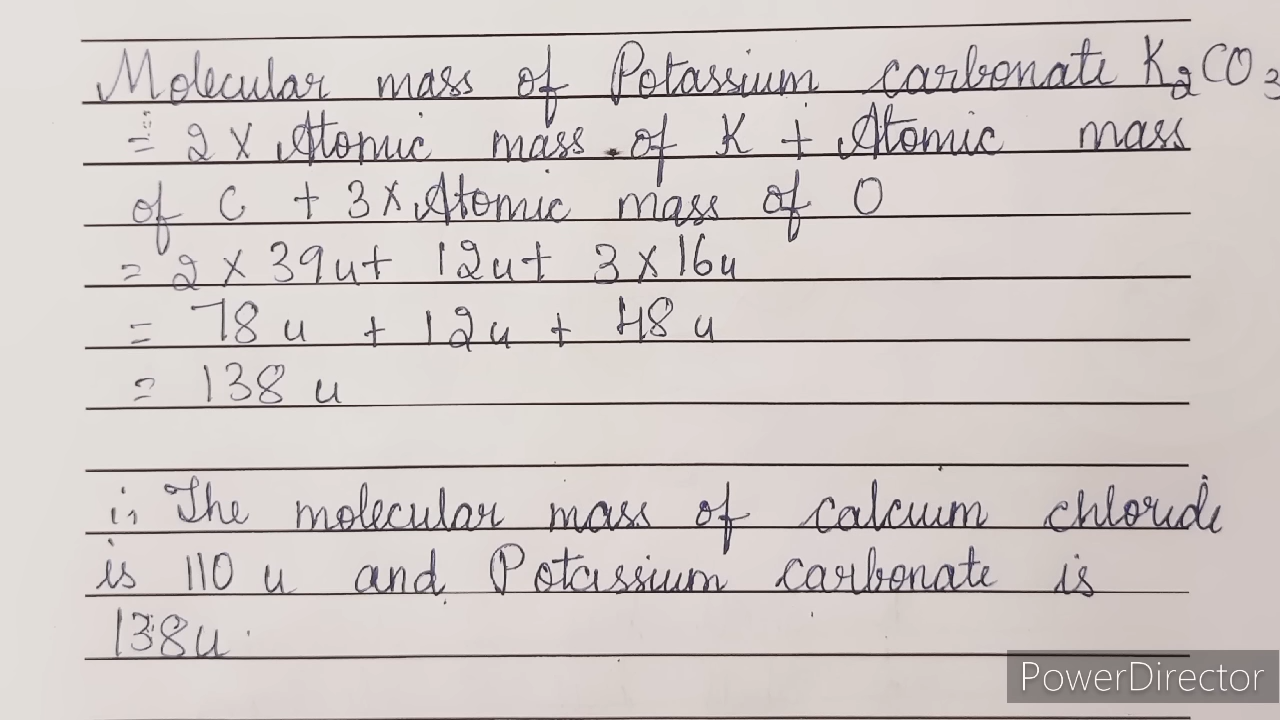 Molecular mass of Potassium carbonate K₂CO₃
= 2 × Atomic mass of K + Atomic mass
of C + 3× Atomic mass of O
= 2 × 39u + 12u + 3 × 16u
= 78 u + 12u + 48 u
= 138 u
∴ The molecular mass of calcium chloride
is 110 u and Potassium carbonate is
138u.
PowerDirector